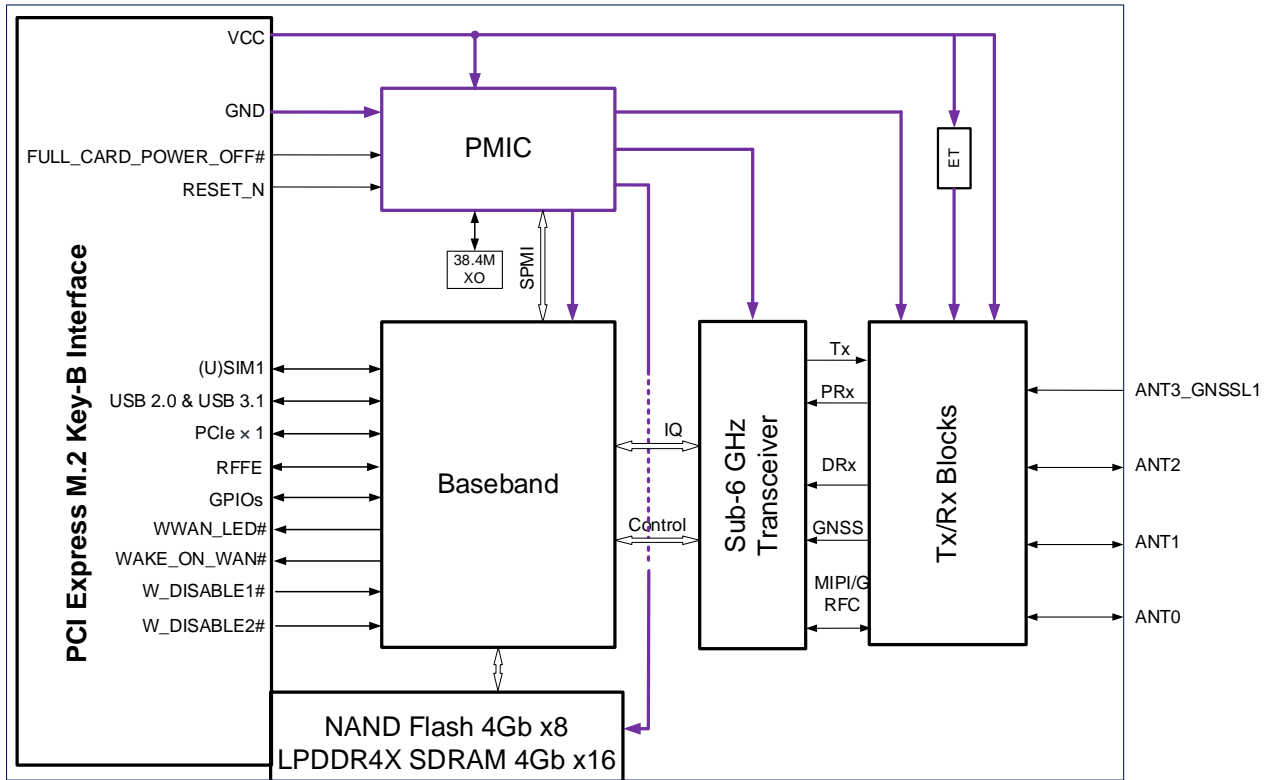 PCI Express M.2 Key-B Interface
VCC
GND
FULL_CARD_POWER_OFF#
RESET_N
PMIC
ET
38.4M
XO
SPMI
(U)SIM1
USB 2.0 & USB 3.1
PCIe × 1
RFFE
GPIOs
WWAN_LED#
WAKE_ON_WAN#
W_DISABLE1#
W_DISABLE2#
Baseband
IQ
Control
Sub-6 GHz
Transceiver
Tx
PRx
DRx
GNSS
MIPI/G
RFC
Tx/Rx Blocks
ANT3_GNSSL1
ANT2
ANT1
ANT0
NAND Flash 4Gb x8
LPDDR4X SDRAM 4Gb x16